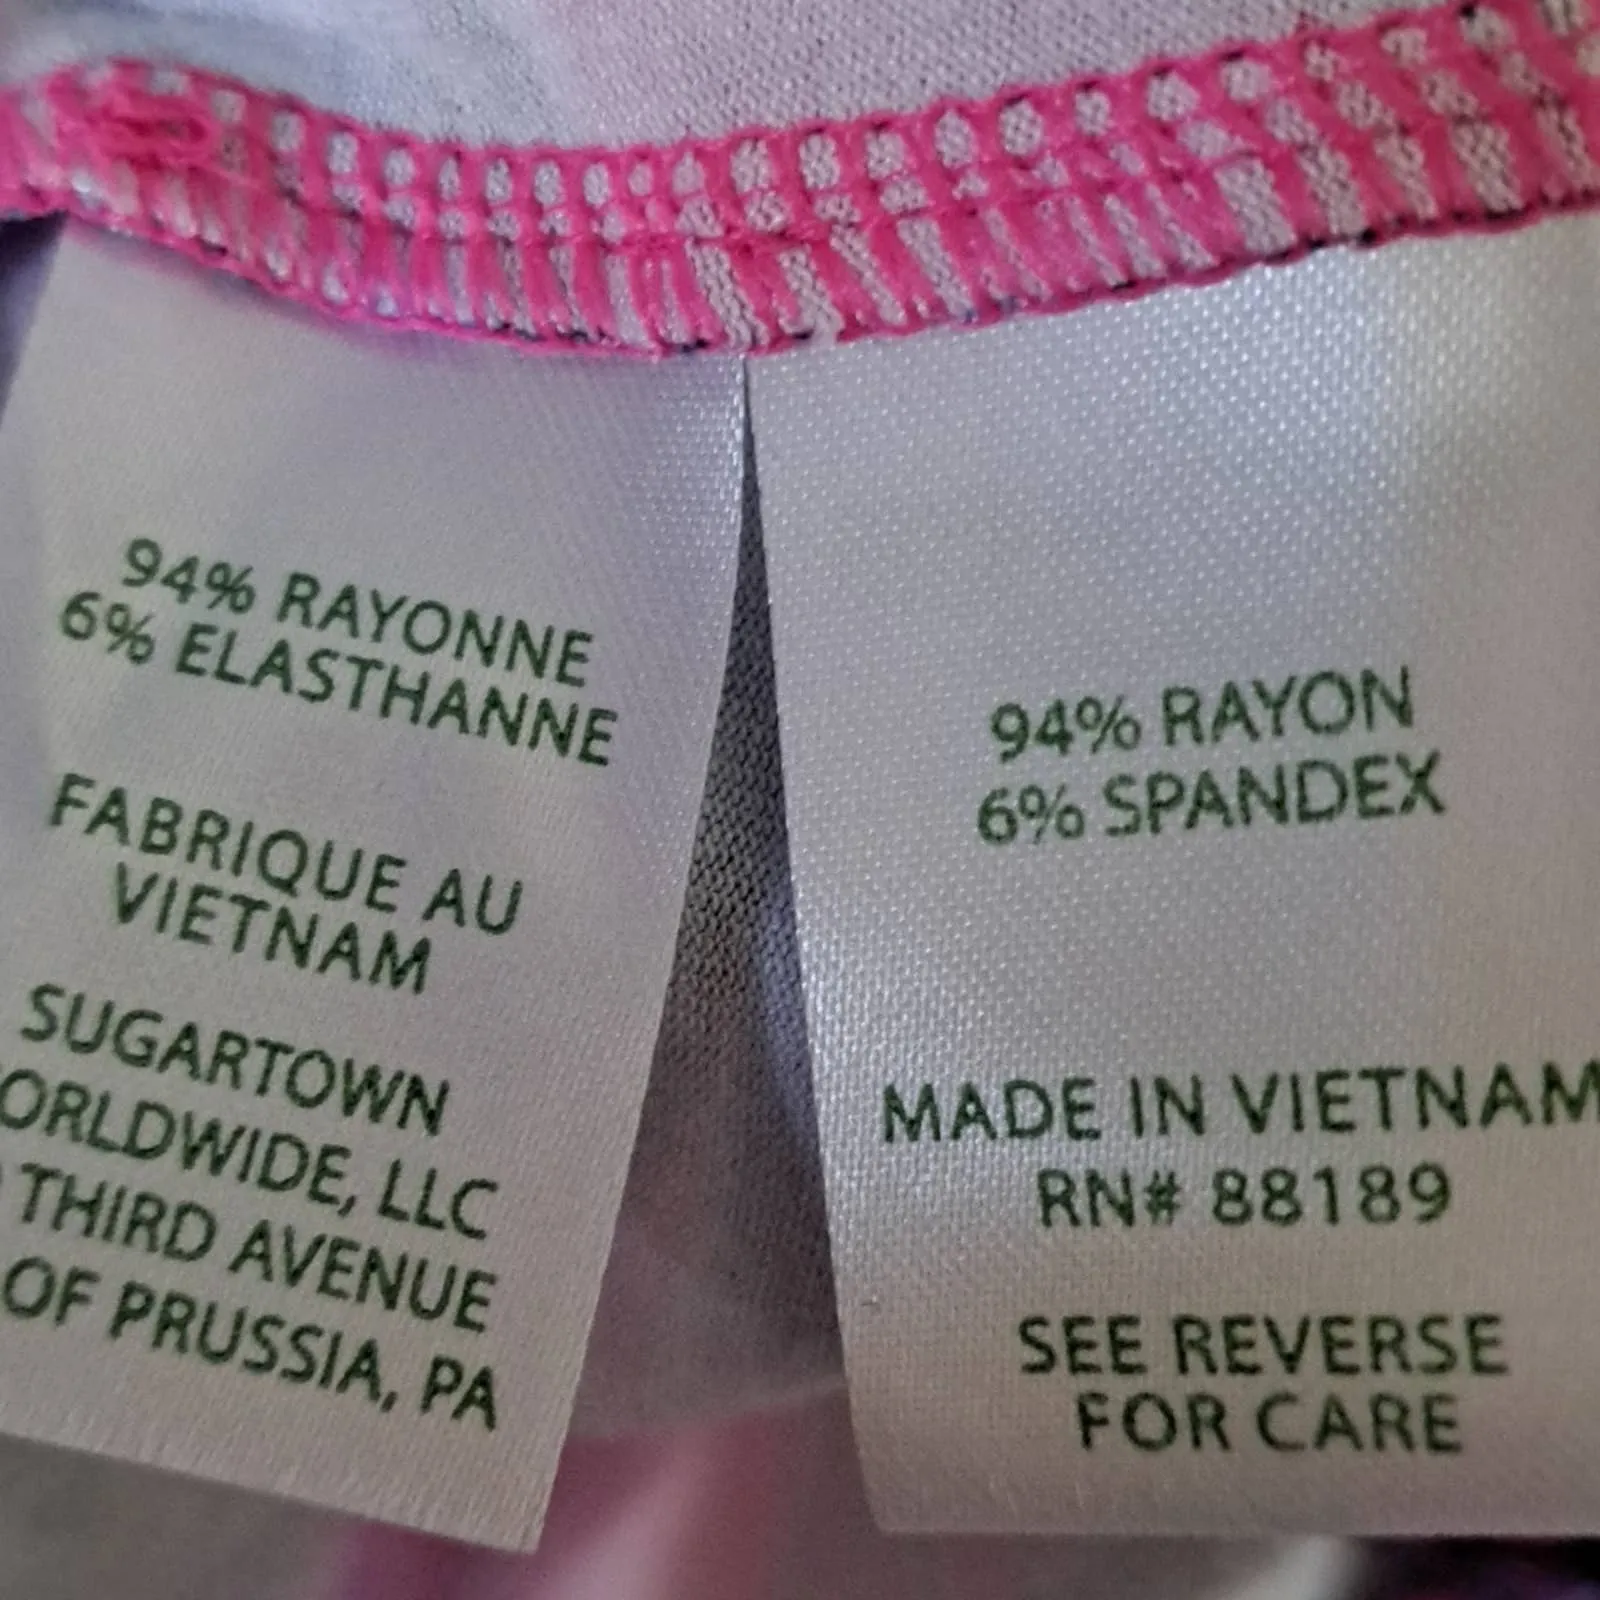 94% RAYONNE
6% ELASTHANNE
FABRIQUE AU
VIETNAM
SUGARTOWN
ORLDWIDE, LLC
THIRD AVENUE
OF PRUSSIA, PA
94% RAYON
6% SPANDEX
MADE IN VIETNAM
RN# 88189
SEE REVERSE
FOR CARE